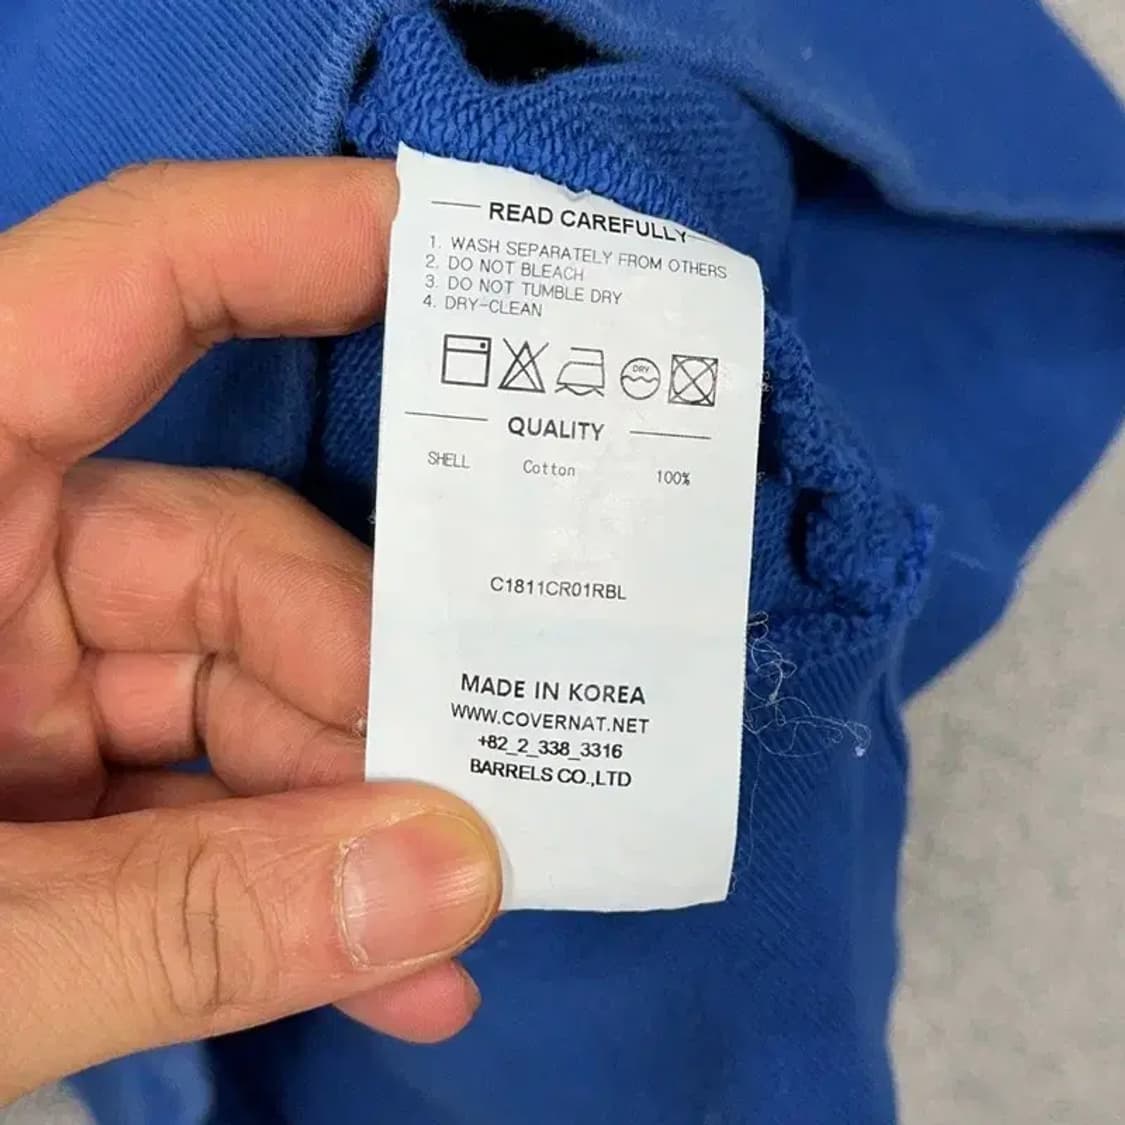 READ CAREFULLY
1. WASH SEPARATELY FROM OTHERS
2. DO NOT BLEACH
3. DO NOT TUMBLE DRY
4. DRY-CLEAN
DRY
QUALITY
SHELL Cotton 100%
C1811CR01RBL
MADE IN KOREA
WWW.COVERNAT.NET
+82_2_338_3316
BARRELS CO.,LTD